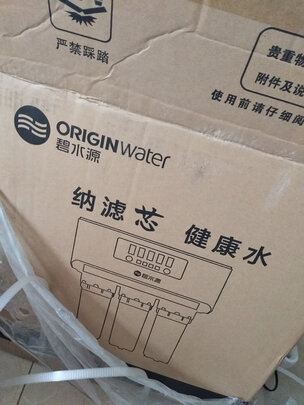 严禁踩踏
贵重物
附件及说
使用前请仔细阅
ORIGINWater
碧水源
纳滤芯 健康水
碧水源